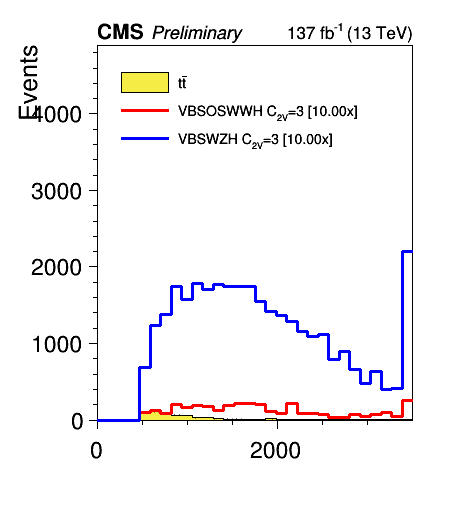 CMS Preliminary 137 fb⁻¹ (13 TeV)
Events
tt̄
VBSOSWWH C₂ᵥ=3 [10.00x]
VBSWZH C₂ᵥ=3 [10.00x]
4000
3000
2000
1000
0
0 2000